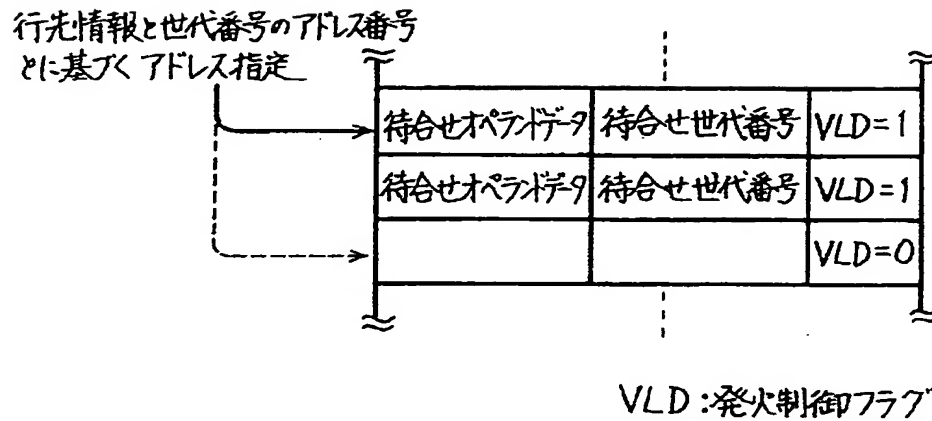 行先情報と世代番号のアドレス番号
とに基づくアドレス指定
待合せオペランドデータ 待合せ世代番号 VLD=1
待合せオペランドデータ 待合せ世代番号 VLD=1
VLD=0
VLD:発火制御フラグ